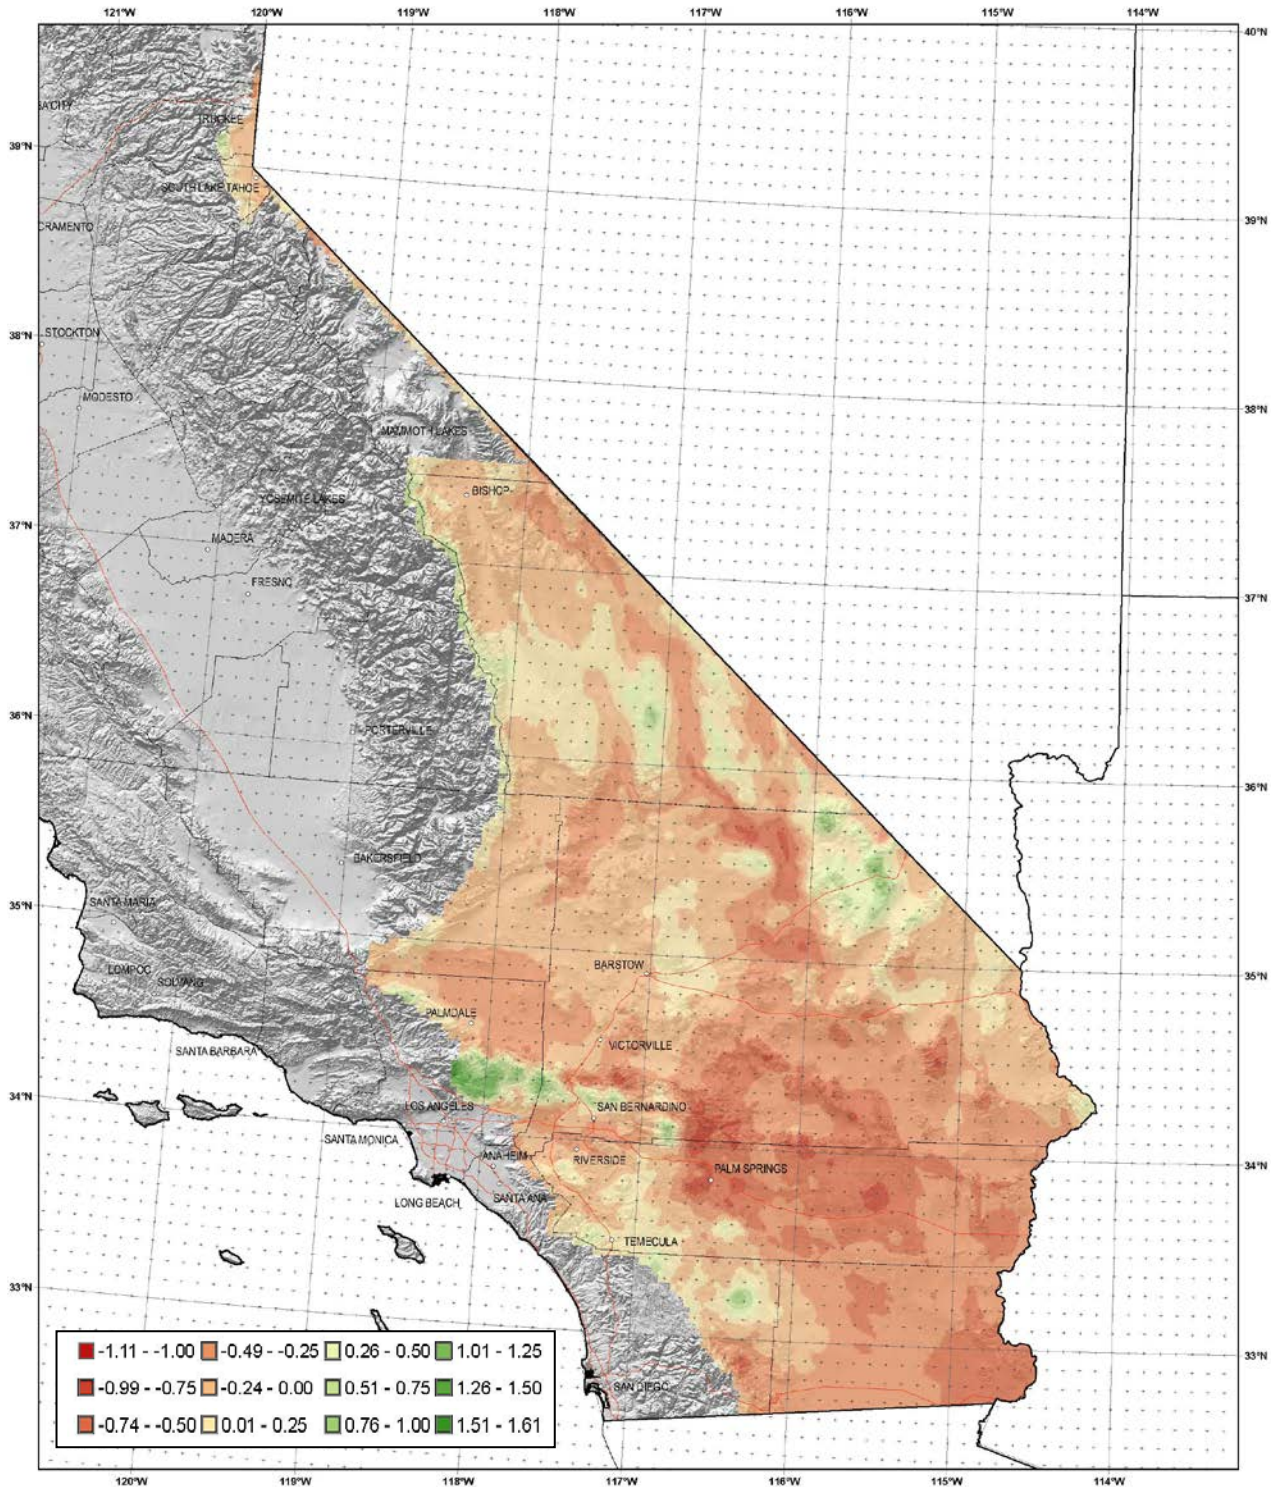 121°W 120°W 119°W 118°W 117°W 116°W 115°W 114°W
40°N
TRUCKEE
39°N
SOUTH LAKE TAHOE
39°N
CRAMENTO
38°N
STOCKTON
MODESTO
38°N
MAMMOTH LAKES
BISHOP
YOSEMITE LAKES
37°N
MADERA
FRESNO
37°N
36°N
PORTERVILLE
36°N
BAKERSFIELD
35°N
SANTA MARIA
LOMPOC
SOLVANG
BARSTOW
35°N
PALMDALE
VICTORVILLE
SANTA BARBARA
34°N
LOS ANGELES
SAN BERNARDINO
SANTA MONICA
ANAHEIM
RIVERSIDE
PALM SPRINGS
34°N
LONG BEACH
SANTA ANA
TEMECULA
33°N
33°N
SAN DIEGO
-1.11 - -1.00 -0.49 - -0.25 0.26 - 0.50 1.01 - 1.25
-0.99 - -0.75 -0.24 - 0.00 0.51 - 0.75 1.26 - 1.50
-0.74 - -0.50 0.01 - 0.25 0.76 - 1.00 1.51 - 1.61
120°W 119°W 118°W 117°W 116°W 115°W 114°W